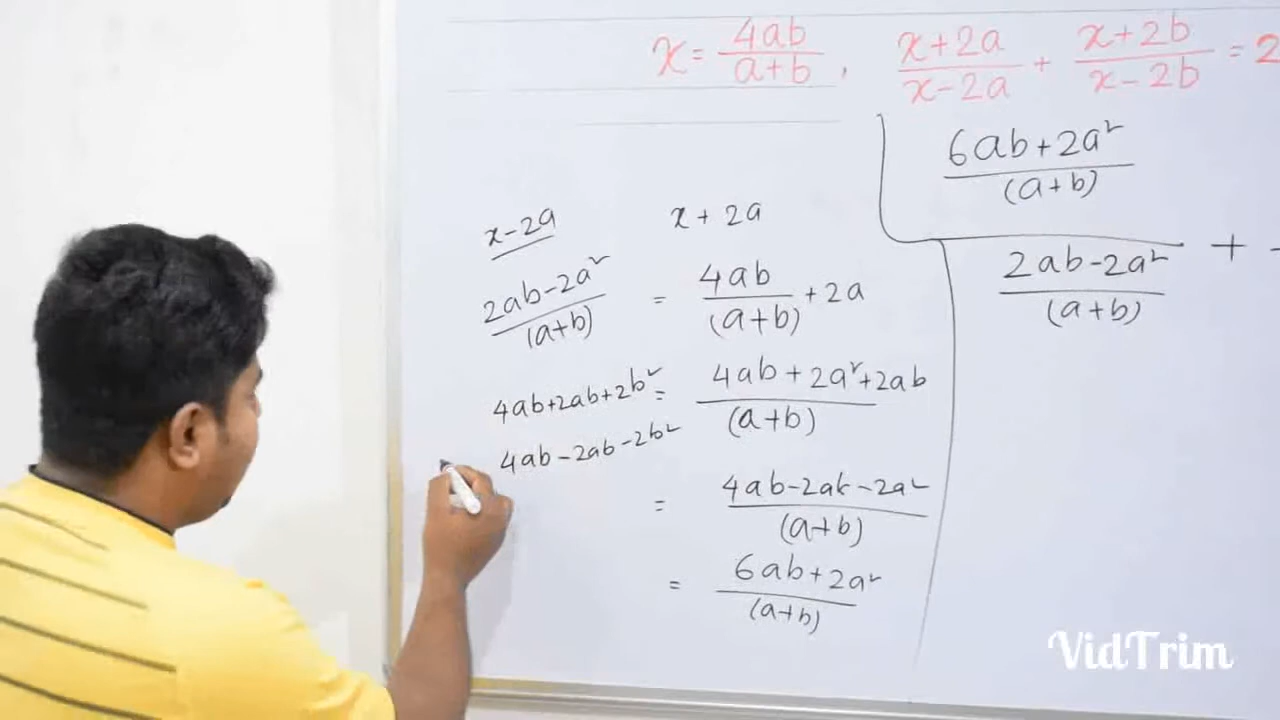 x = 4ab/(a+b), (x+2a)/(x-2a) + (x+2b)/(x-2b) = 2
(6ab+2a²)/(a+b)
(2ab-2a²)/(a+b) +
x-2a
(2ab-2a²)/(a+b)
4ab+2ab+2b²
4ab-2ab-2b²
x + 2a
= 4ab/(a+b) + 2a
= (4ab+2a²+2ab)/(a+b)
= (4ab-2ab-2a²)/(a+b)
= (6ab+2a²)/(a+b)
VidTrim